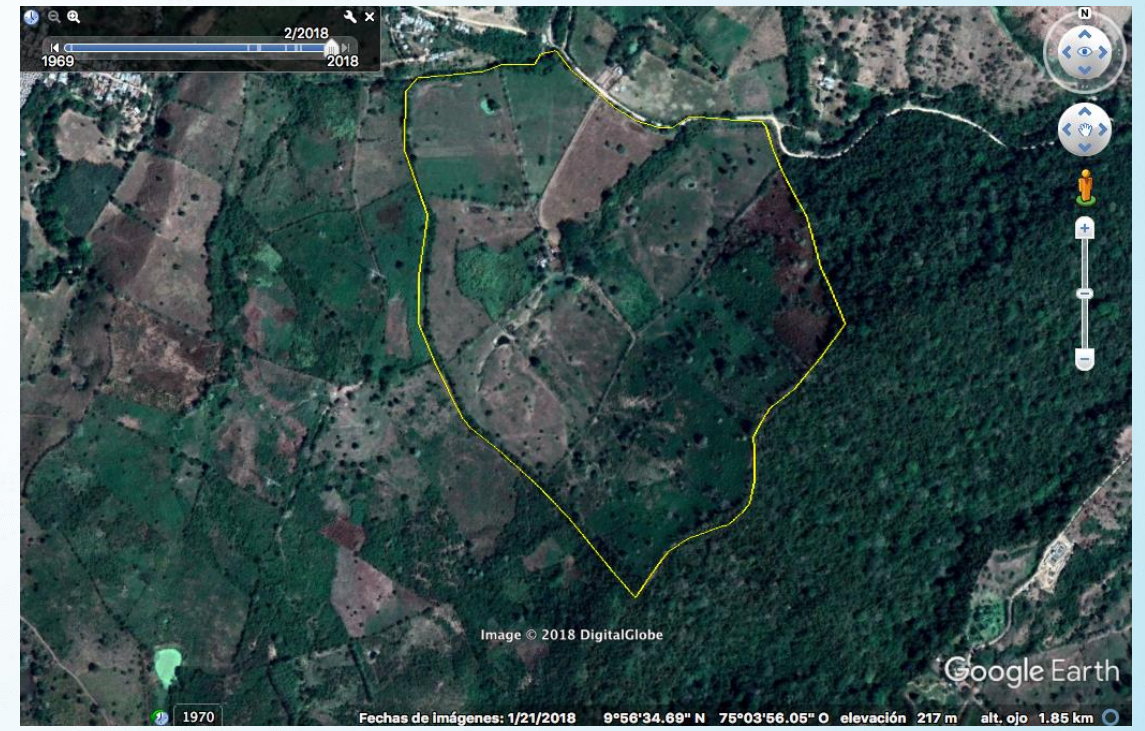 2/2018
1969
2018
N
Image © 2018 DigitalGlobe
Google Earth
1970
Fechas de imágenes: 1/21/2018 9°56'34.69" N 75°03'56.05" O elevación 217 m alt. ojo 1.85 km